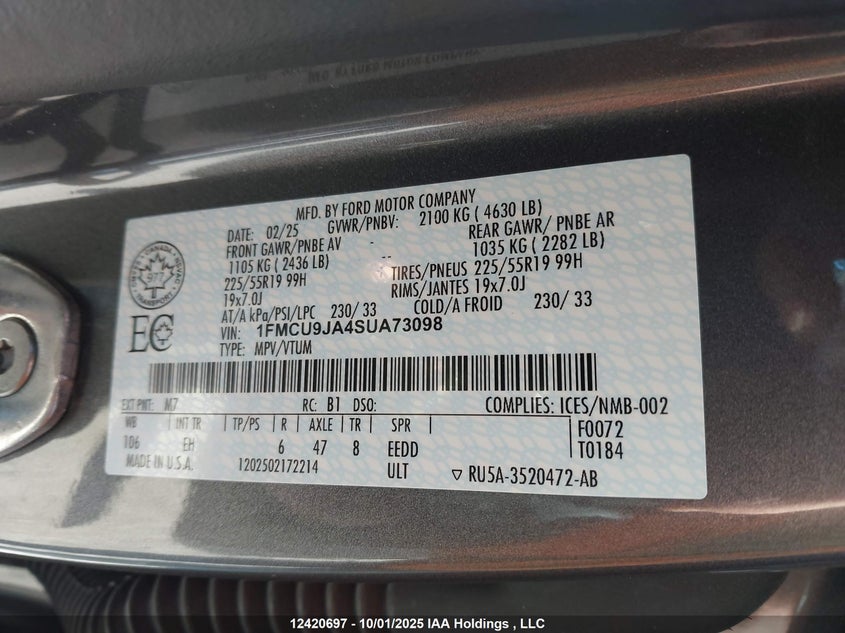 MFD. BY FORD MOTOR COMPANY
DATE: 02/25 GVWR/PNBV: 2100 KG ( 4630 LB)
FRONT GAWR/PNBE AV - REAR GAWR/ PNBE AR
1105 KG ( 2436 LB) -- 1035 KG ( 2282 LB)
225/55R19 99H TIRES/PNEUS 225/55R19 99H
19x7.0J RIMS/JANTES 19x7.0J
AT/A kPa/PSI/LPC 230/ 33 COLD/A FROID 230/ 33
VIN: 1FMCU9JA4SUA73098
TYPE: MPV/VTUM
CANADA
TRANSPORT
EC
EXT PNT: M7 RC: B1 DSO: COMPLIES: ICES/NMB-002
WB INT TR TP/PS R AXLE TR SPR F0072
106 EH 6 47 8 EEDD T0184
MADE IN U.S.A. 1202502172214 ULT ▽ RU5A-3520472-AB
12420697 - 10/01/2025 IAA Holdings , LLC